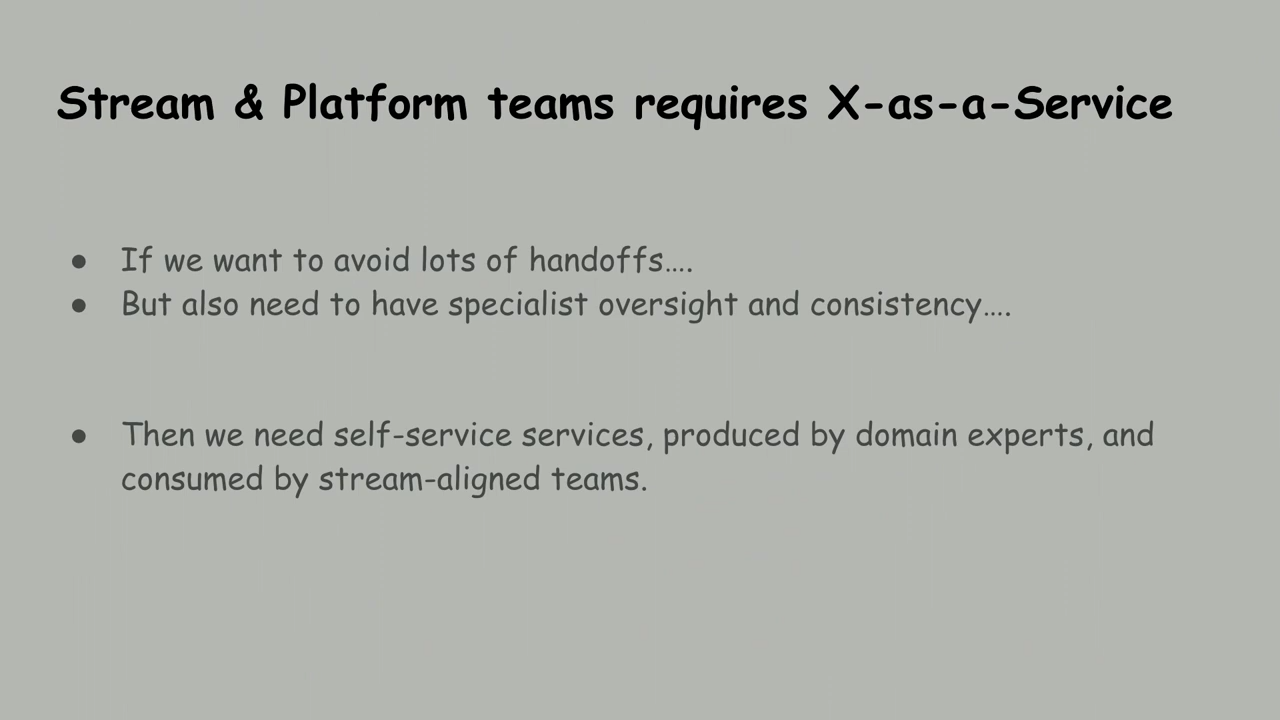 Stream & Platform teams requires X-as-a-Service
● If we want to avoid lots of handoffs….
● But also need to have specialist oversight and consistency….
● Then we need self-service services, produced by domain experts, and
consumed by stream-aligned teams.